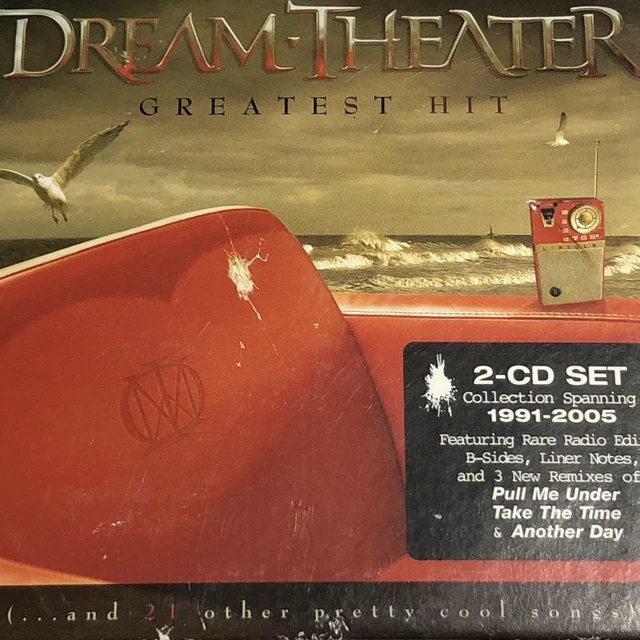 DREAM THEATER
GREATEST HIT
2-CD SET
Collection Spanning
1991-2005
Featuring Rare Radio Edi
B-Sides, Liner Notes,
and 3 New Remixes of
Pull Me Under
Take The Time
& Another Day
(...and 21 other pretty cool songs)